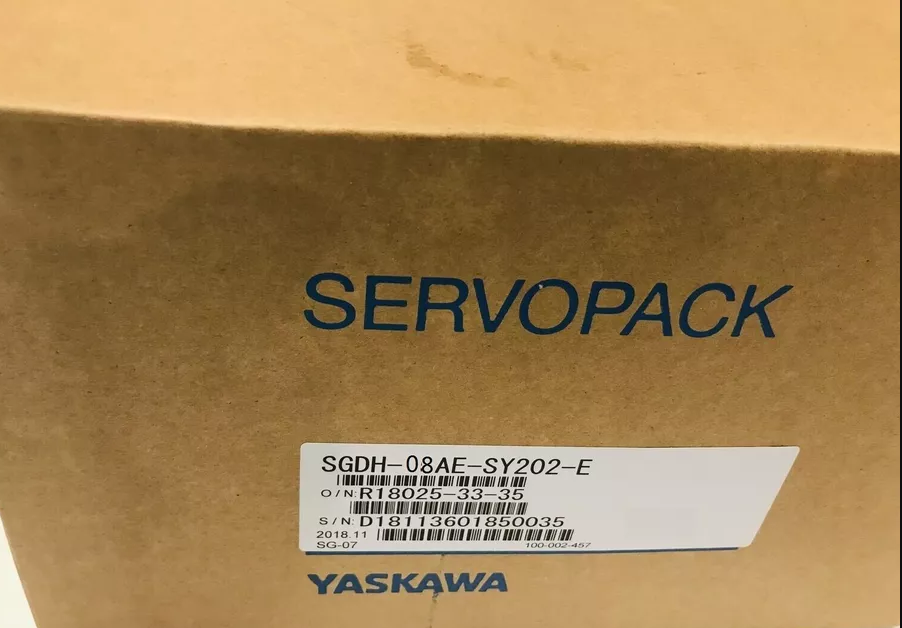 SERVOPACK
SGDH-08AE-SY202-E
O/N:R18025-33-35
S/N:D18113601850035
2018.11
SG-07 100-002-457
YASKAWA